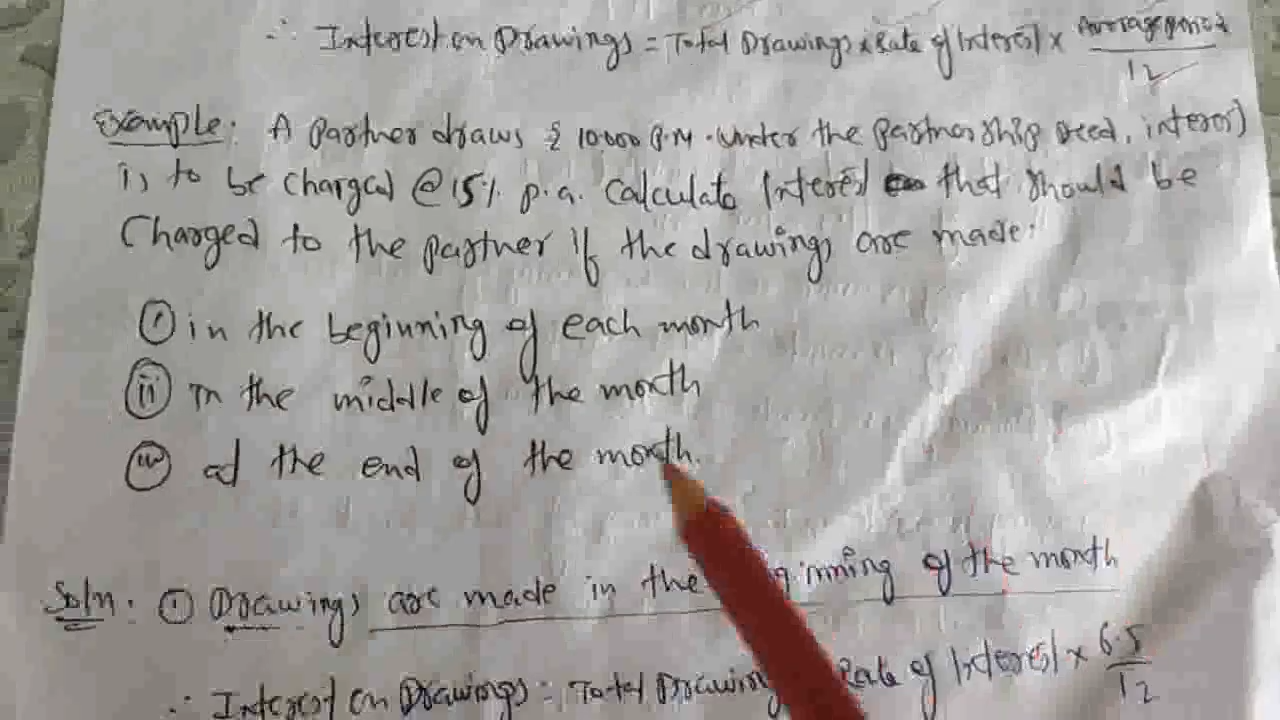 ∴ Interest on Drawings = Total Drawings x Rate of Interest x Average period / 12
Example: A partner draws ₹ 10000 P.M. Under the partnership deed, interest
is to be charged @ 15% p.a. Calculate Interest that should be
Charged to the partner if the drawings are made:
(i) in the beginning of each month
(ii) In the middle of the month
(iii) at the end of the month.
Soln: (i) Drawings are made in the beginning of the month
∴ Interest on Drawings = Total Drawings Rate of Interest x 6.5 / 12